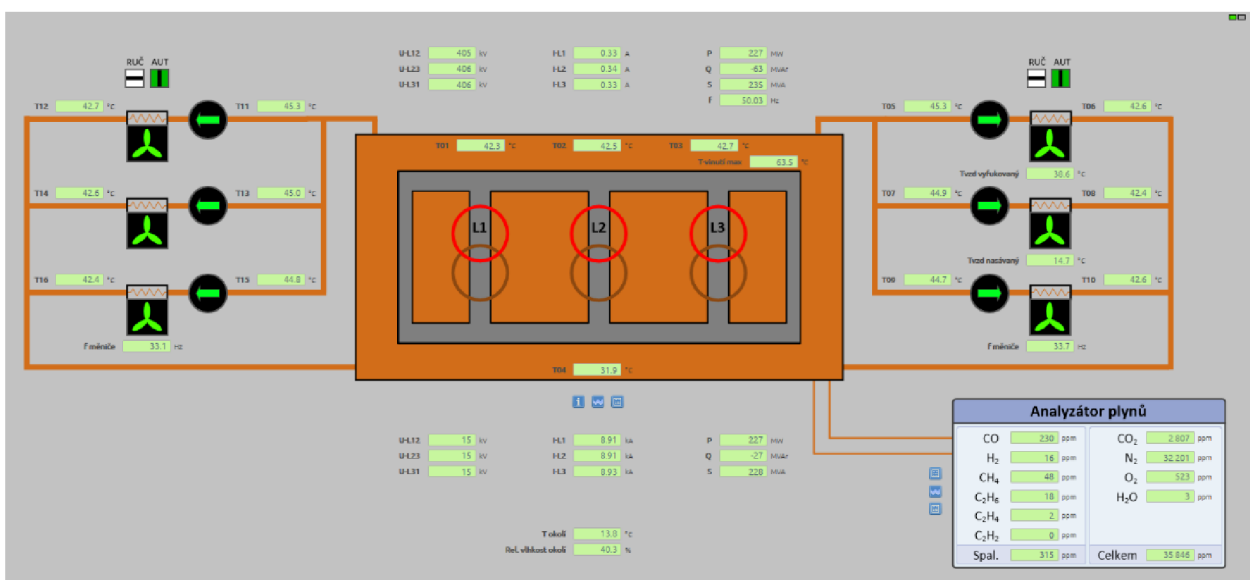 U-L12 405 kV I-L1 0.33 A P 227 MW
U-L23 406 kV I-L2 0.34 A Q -63 MVAr
U-L31 406 kV I-L3 0.33 A S 235 MVA
f 50.03 Hz
RUČ AUT
RUČ AUT
T12 42.7 °C T11 45.3 °C
T05 45.3 °C T06 42.6 °C
T01 42.3 °C T02 42.5 °C T03 42.7 °C
T vinutí max 63.5 °C
Tvzd vyfukovaný 38.6 °C
T14 42.6 °C T13 45.0 °C
T07 44.9 °C T08 42.4 °C
L1 L2 L3
Tvzd nasávaný 14.7 °C
T16 42.4 °C T15 44.8 °C
T09 44.7 °C T10 42.6 °C
F měniče 33.1 Hz
F měniče 33.7 Hz
T04 31.9 °C
U-L12 15 kV I-L1 8.91 kA P 227 MW
U-L23 15 kV I-L2 8.91 kA Q -27 MVAr
U-L31 15 kV I-L3 8.93 kA S 228 MVA
T okolí 13.8 °C
Rel. vlhkost okolí 40.3 %
Analyzátor plynů
CO 230 ppm CO₂ 2 807 ppm
H₂ 16 ppm N₂ 32 201 ppm
CH₄ 48 ppm O₂ 523 ppm
C₂H₆ 18 ppm H₂O 3 ppm
C₂H₄ 2 ppm
C₂H₂ 0 ppm
Spal. 315 ppm Celkem 35 846 ppm